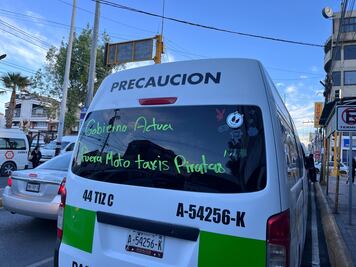 PRECAUCION
Gobierno Actua
Fuera Moto taxis Piratas
44 TIZ C
A-54256-K
A-54256-K